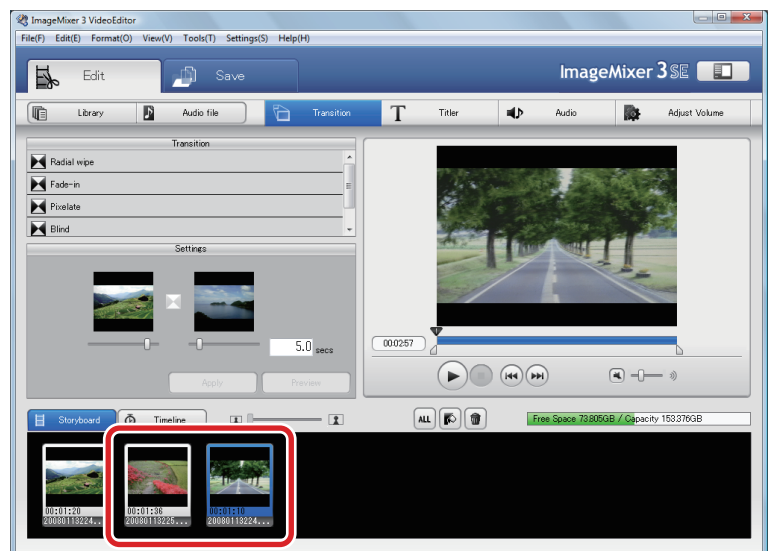 ImageMixer 3 VideoEditor
File(F) Edit(E) Format(O) View(V) Tools(T) Settings(S) Help(H)
Edit
Save
ImageMixer 3 SE
Library
Audio file
Transition
T
Titler
Audio
Adjust Volume
Transition
Radial wipe
Fade-in
Pixelate
Blind
Settings
5.0 secs
Apply
Preview
00:02:57
Storyboard
Timeline
ALL
Free Space 73.805GB / Capacity 153.376GB
00:01:20
20080113224...
00:01:36
20080113225...
00:01:10
20080113224...